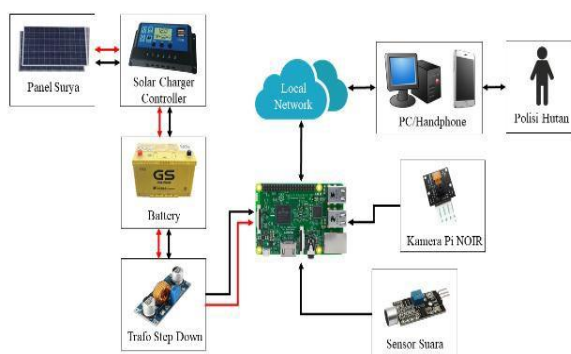 Panel Surya
Solar Charger
Controller
Local
Network
PC/Handphone
Polisi Hutan
GS
Battery
Kamera Pi NOIR
Trafo Step Down
Sensor Suara